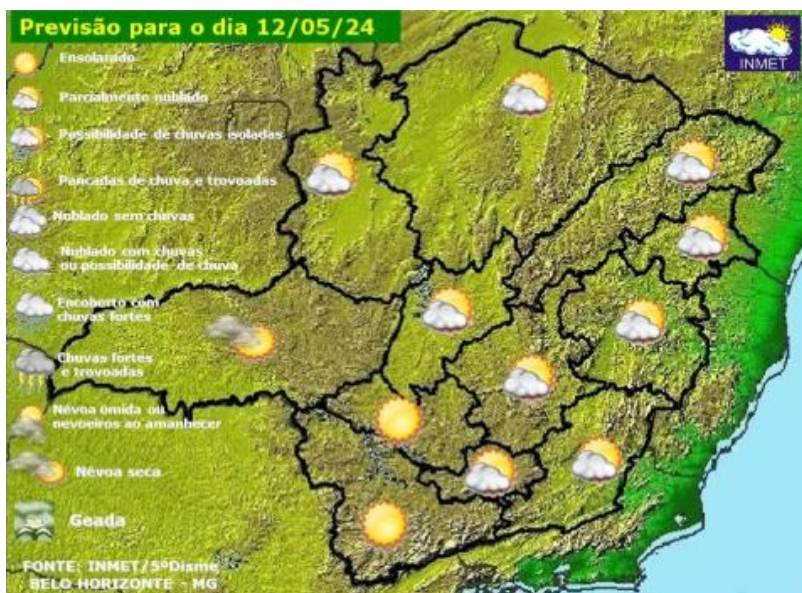 Previsão para o dia 12/05/24
INMET
Ensolarado
Parcialmente nublado
Possibilidade de chuvas isoladas
Pancadas de chuva e trovoadas
Noblado sem chuvas
Nublado com chuvas
ou possibilidade de chuva
Encoberto com
chuvas fortes
Chuvas fortes
e trovoadas
Névoa úmida ou
nevoeiros ao amanhecer
Névoa seca
Geada
FONTE: INMET/5ºDisme
BELO HORIZONTE - MG